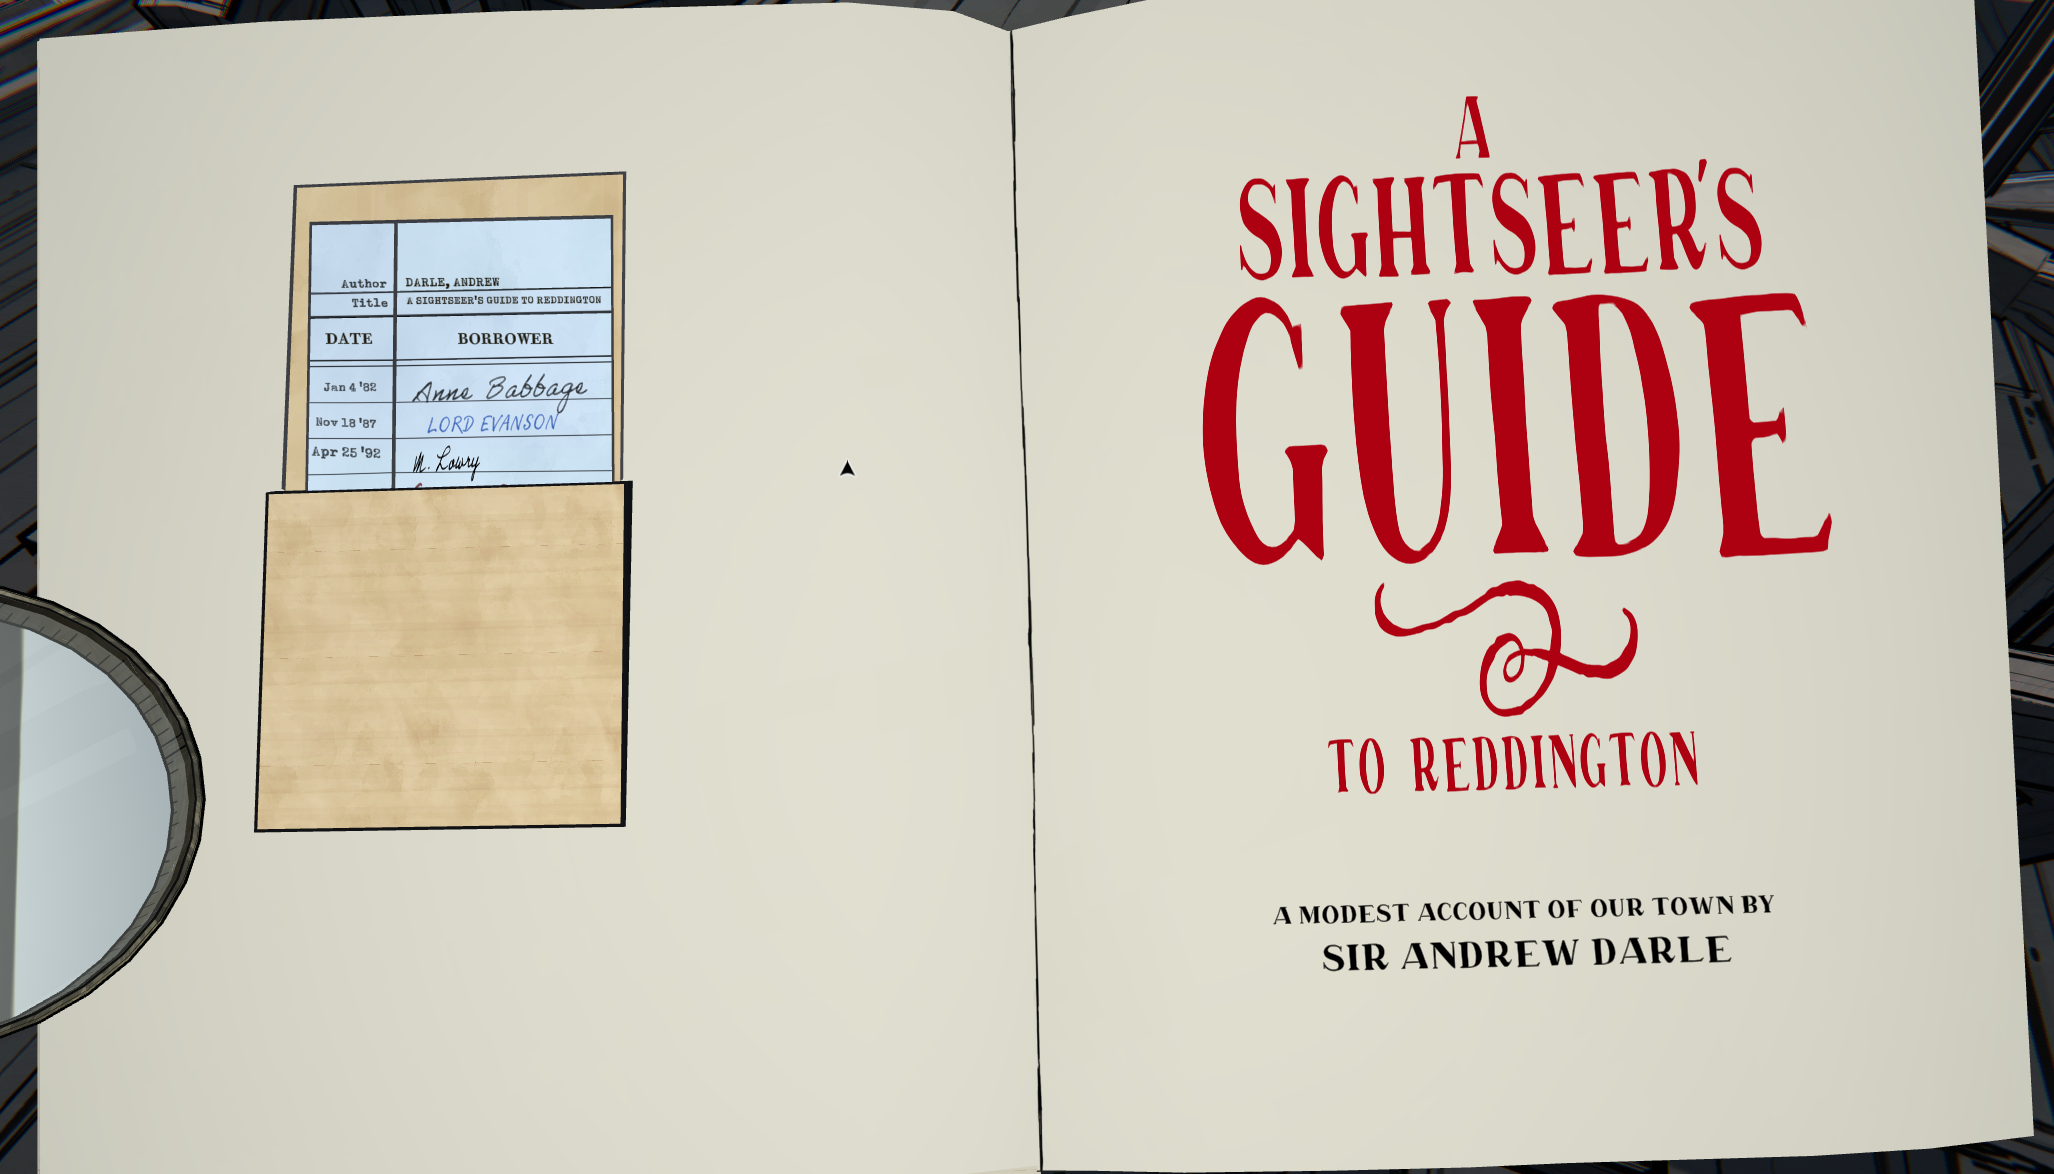 Author DARLE, ANDREW
Title A SIGHTSEER'S GUIDE TO REDDINGTON
DATE BORROWER
Jan 4 '82 Anne Babbage
Nov 18 '87 LORD EVANSON
Apr 25 '92 M. Lowry
A
SIGHTSEER'S
GUIDE
TO REDDINGTON
A MODEST ACCOUNT OF OUR TOWN BY
SIR ANDREW DARLE